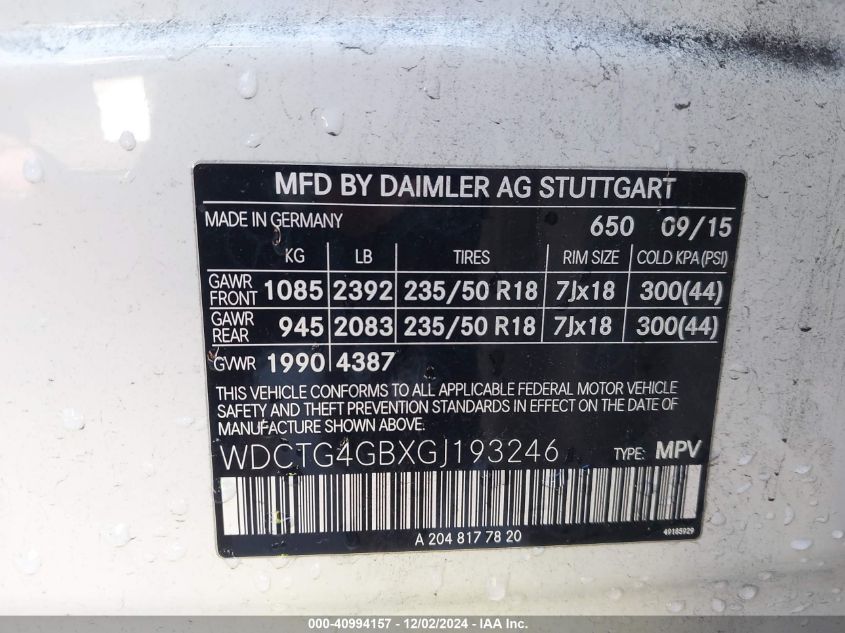 MFD BY DAIMLER AG STUTTGART
MADE IN GERMANY 650 09/15
KG LB TIRES RIM SIZE COLD KPA (PSI)
GAWR FRONT 1085 2392 235/50 R18 7Jx18 300(44)
GAWR REAR 945 2083 235/50 R18 7Jx18 300(44)
GVWR 1990 4387
THIS VEHICLE CONFORMS TO ALL APPLICABLE FEDERAL MOTOR VEHICLE
SAFETY AND THEFT PREVENTION STANDARDS IN EFFECT ON THE DATE OF
MANUFACTURE SHOWN ABOVE.
WDCTG4GBXGJ193246 TYPE: MPV
A 204 817 78 20 49185929
000-40994157 - 12/02/2024 - IAAI, Inc.